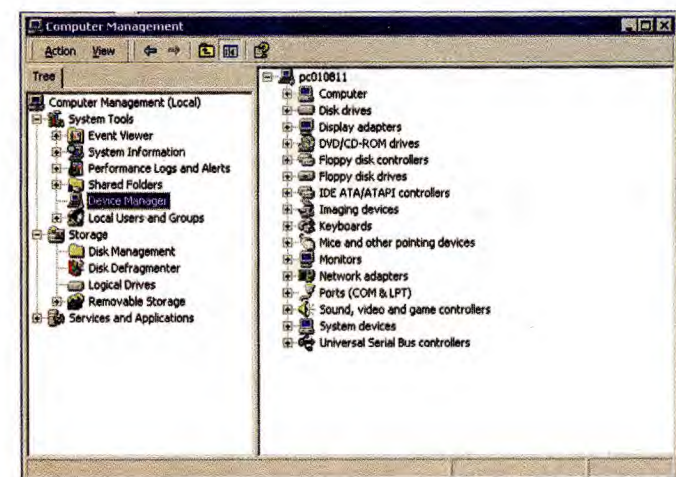 Computer Management
Action View
Tree
Computer Management (Local)
System Tools
Event Viewer
System Information
Performance Logs and Alerts
Shared Folders
Device Manager
Local Users and Groups
Storage
Disk Management
Disk Defragmenter
Logical Drives
Removable Storage
Services and Applications
pc010811
Computer
Disk drives
Display adapters
DVD/CD-ROM drives
Floppy disk controllers
Floppy disk drives
IDE ATA/ATAPI controllers
Imaging devices
Keyboards
Mice and other pointing devices
Monitors
Network adapters
Ports (COM & LPT)
Sound, video and game controllers
System devices
Universal Serial Bus controllers